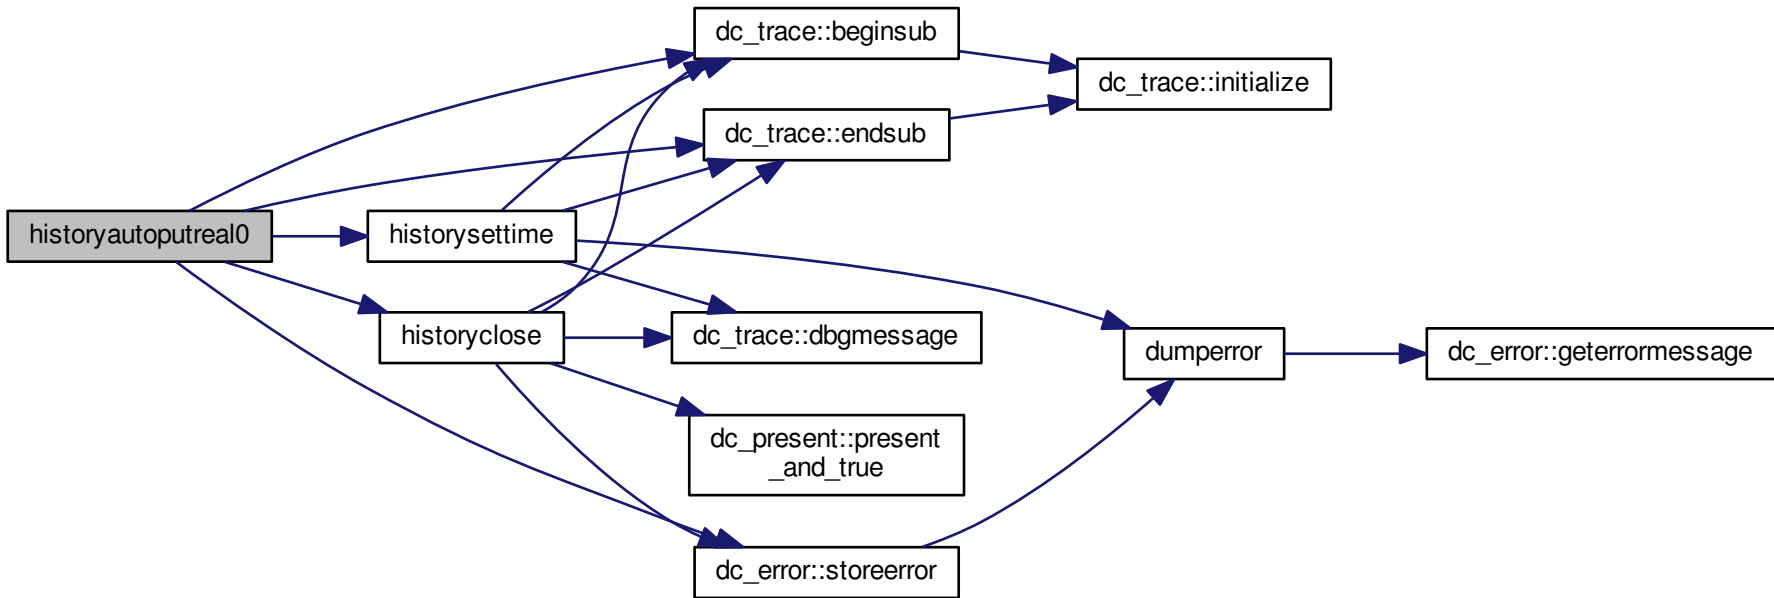 dc_trace::beginsub
dc_trace::initialize
dc_trace::endsub
historyautoputreal0
historysettime
historyclose
dc_trace::dbgmessage
dumperror
dc_error::geterrormessage
dc_present::present
_and_true
dc_error::storeerror